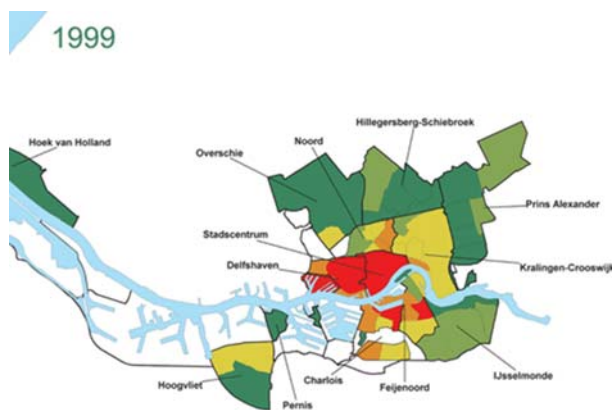 1999
Hillegersberg-Schiebroek
Hoek van Holland
Noord
Overschie
Prins Alexander
Stadscentrum
Delfshaven
Kralingen-Crooswijk
Hoogvliet
Charlois
IJsselmonde
Feijenoord
Pernis